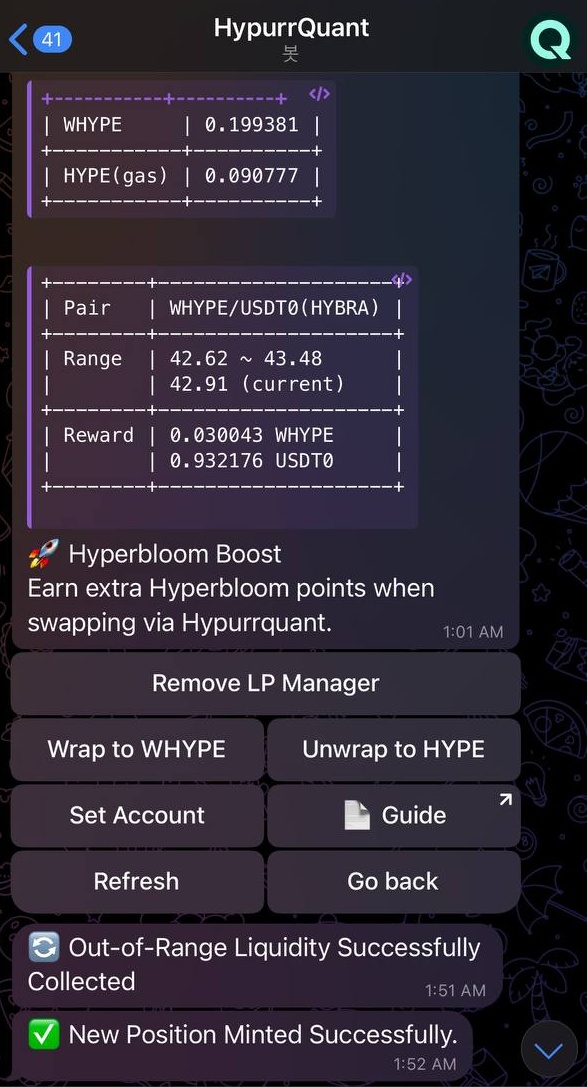 41
HypurrQuant
봇
+----------+----------+ </>
| WHYPE | 0.199381 |
+----------+----------+
| HYPE(gas) | 0.090777 |
+----------+----------+
+--------+---------------------+ </>
| Pair | WHYPE/USDT0(HYBRA) |
+--------+---------------------+
| Range | 42.62 ~ 43.48 |
| | 42.91 (current) |
+--------+---------------------+
| Reward | 0.030043 WHYPE |
| | 0.932176 USDT0 |
+--------+---------------------+
🚀 Hyperbloom Boost
Earn extra Hyperbloom points when
swapping via Hypurrquant.
1:01 AM
Remove LP Manager
Wrap to WHYPE
Unwrap to HYPE
Set Account
📄 Guide
Refresh
Go back
🔄 Out-of-Range Liquidity Successfully
Collected
1:51 AM
✅ New Position Minted Successfully.
1:52 AM